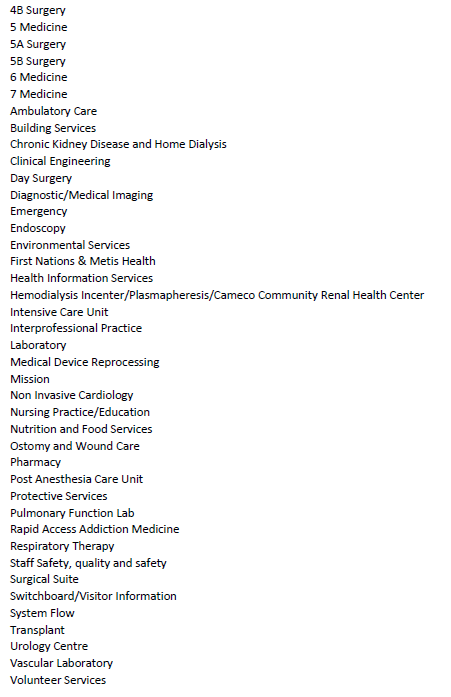 4B Surgery
5 Medicine
5A Surgery
5B Surgery
6 Medicine
7 Medicine
Ambulatory Care
Building Services
Chronic Kidney Disease and Home Dialysis
Clinical Engineering
Day Surgery
Diagnostic/Medical Imaging
Emergency
Endoscopy
Environmental Services
First Nations & Metis Health
Health Information Services
Hemodialysis Incenter/Plasmapheresis/Cameco Community Renal Health Center
Intensive Care Unit
Interprofessional Practice
Laboratory
Medical Device Reprocessing
Mission
Non Invasive Cardiology
Nursing Practice/Education
Nutrition and Food Services
Ostomy and Wound Care
Pharmacy
Post Anesthesia Care Unit
Protective Services
Pulmonary Function Lab
Rapid Access Addiction Medicine
Respiratory Therapy
Staff Safety, quality and safety
Surgical Suite
Switchboard/Visitor Information
System Flow
Transplant
Urology Centre
Vascular Laboratory
Volunteer Services